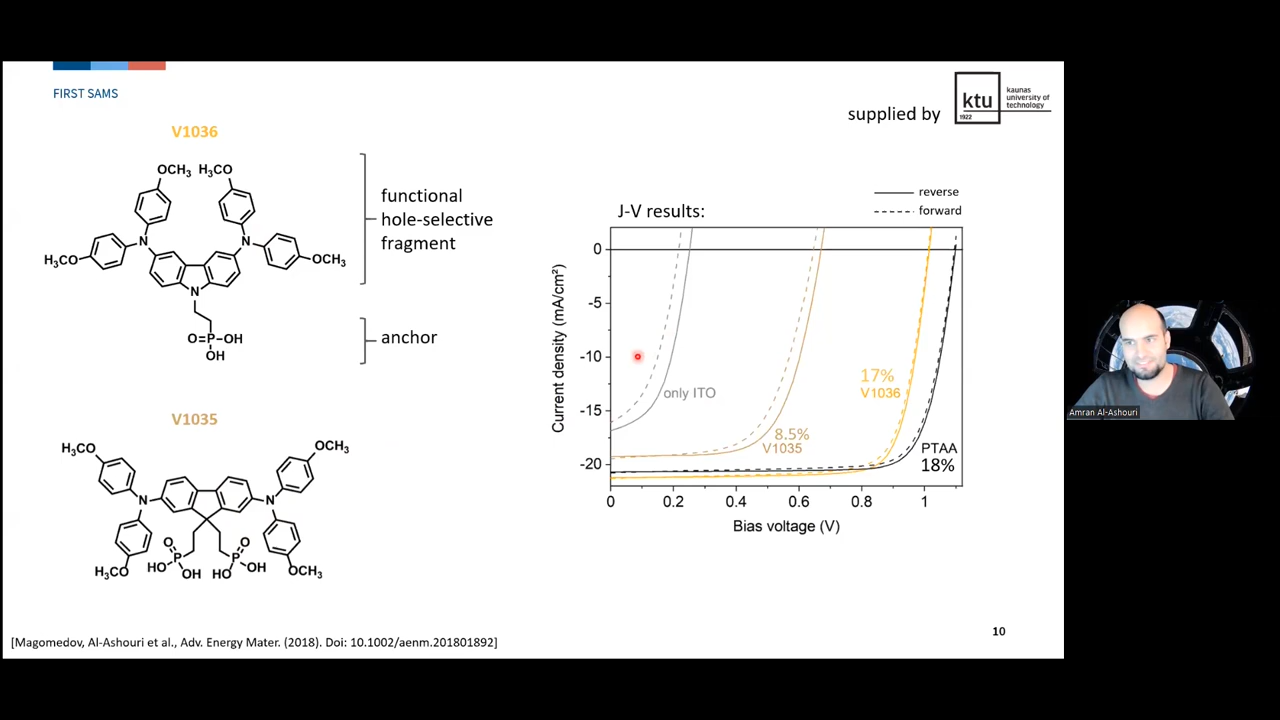 FIRST SAMS
supplied by
ktu
1922
kaunas
university of
technology
V1036
OCH₃ H₃CO
N N
H₃CO OCH₃
N
O=P-OH
OH
functional
hole-selective
fragment
anchor
V1035
H₃CO OCH₃
N N
O O
P P
HO OH HO OH
H₃CO OCH₃
J-V results:
reverse
forward
Current density (mA/cm²)
0
-5
-10
-15
-20
only ITO
8.5%
V1035
17%
V1036
PTAA
18%
0 0.2 0.4 0.6 0.8 1
Bias voltage (V)
10
[Magomedov, Al-Ashouri et al., Adv. Energy Mater. (2018). Doi: 10.1002/aenm.201801892]
Amran Al-Ashouri